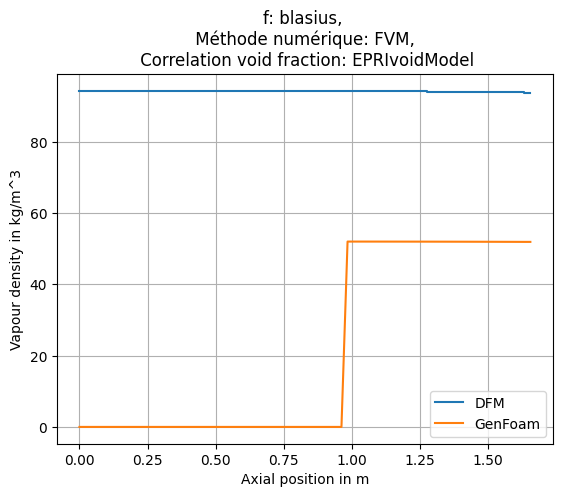 f: blasius,
Méthode numérique: FVM,
Correlation void fraction: EPRIvoidModel
Vapour density in kg/m^3
80
60
40
20
0
0.00 0.25 0.50 0.75 1.00 1.25 1.50
Axial position in m
DFM
GenFoam